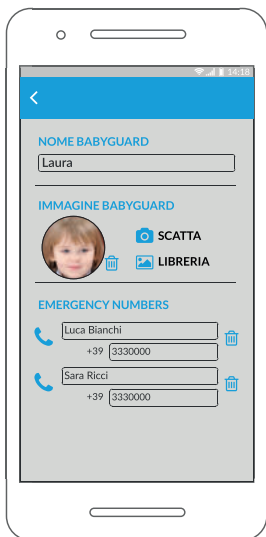 14:18
NOME BABYGUARD
Laura
IMMAGINE BABYGUARD
SCATTA
LIBRERIA
EMERGENCY NUMBERS
Luca Bianchi
+39 3330000
Sara Ricci
+39 3330000